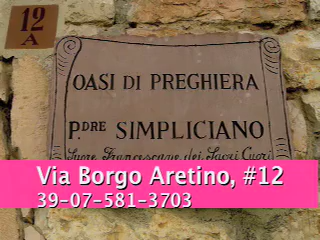 12
A
OASI DI PREGHIERA
P.DRE SIMPLICIANO
Suore Francescane dei Sacri Cuori
Via Borgo Aretino, #12
39-07-581-3703